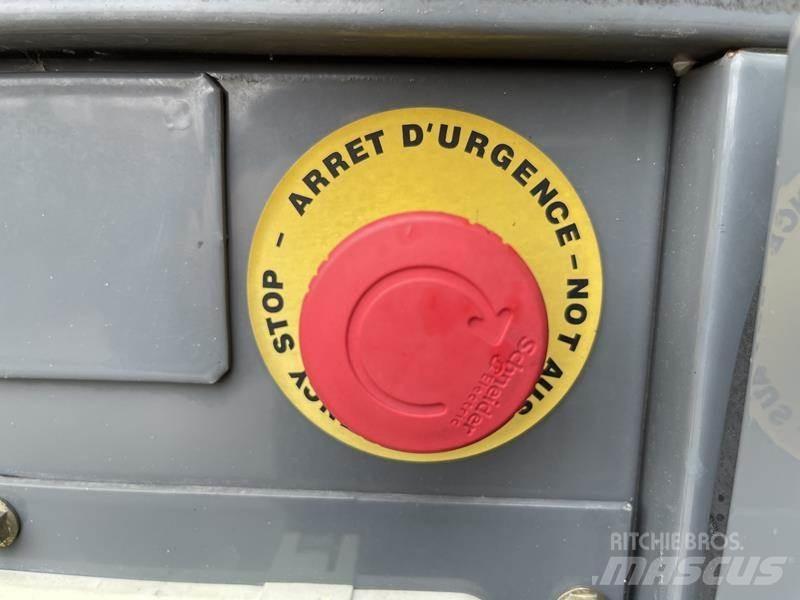 ARRET D'URGENCE - NOT AUS
STOP -
Schneider
Electric
RITCHIE BROS.
MASCUS